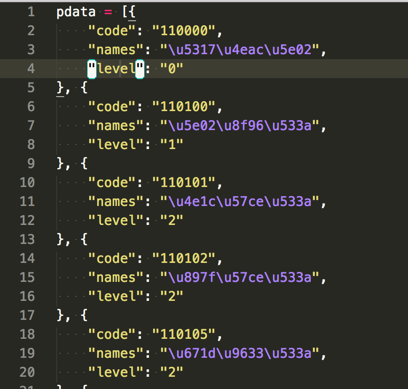 1 pdata = [{
2 "code": "110000",
3 "names": "\u5317\u4eac\u5e02",
4 "level": "0"
5 }, {
6 "code": "110100",
7 "names": "\u5e02\u8f96\u533a",
8 "level": "1"
9 }, {
10 "code": "110101",
11 "names": "\u4e1c\u57ce\u533a",
12 "level": "2"
13 }, {
14 "code": "110102",
15 "names": "\u897f\u57ce\u533a",
16 "level": "2"
17 }, {
18 "code": "110105",
19 "names": "\u671d\u9633\u533a",
20 "level": "2"
21 }, {